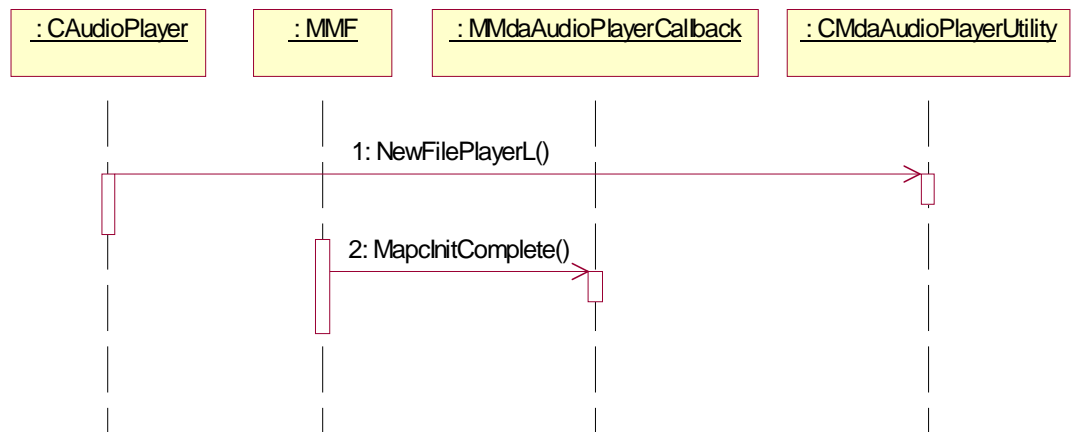 : CAudioPlayer
: MMF
: MMdaAudioPlayerCallback
: CMdaAudioPlayerUtility
1: NewFilePlayerL()
2: MapcInitComplete()